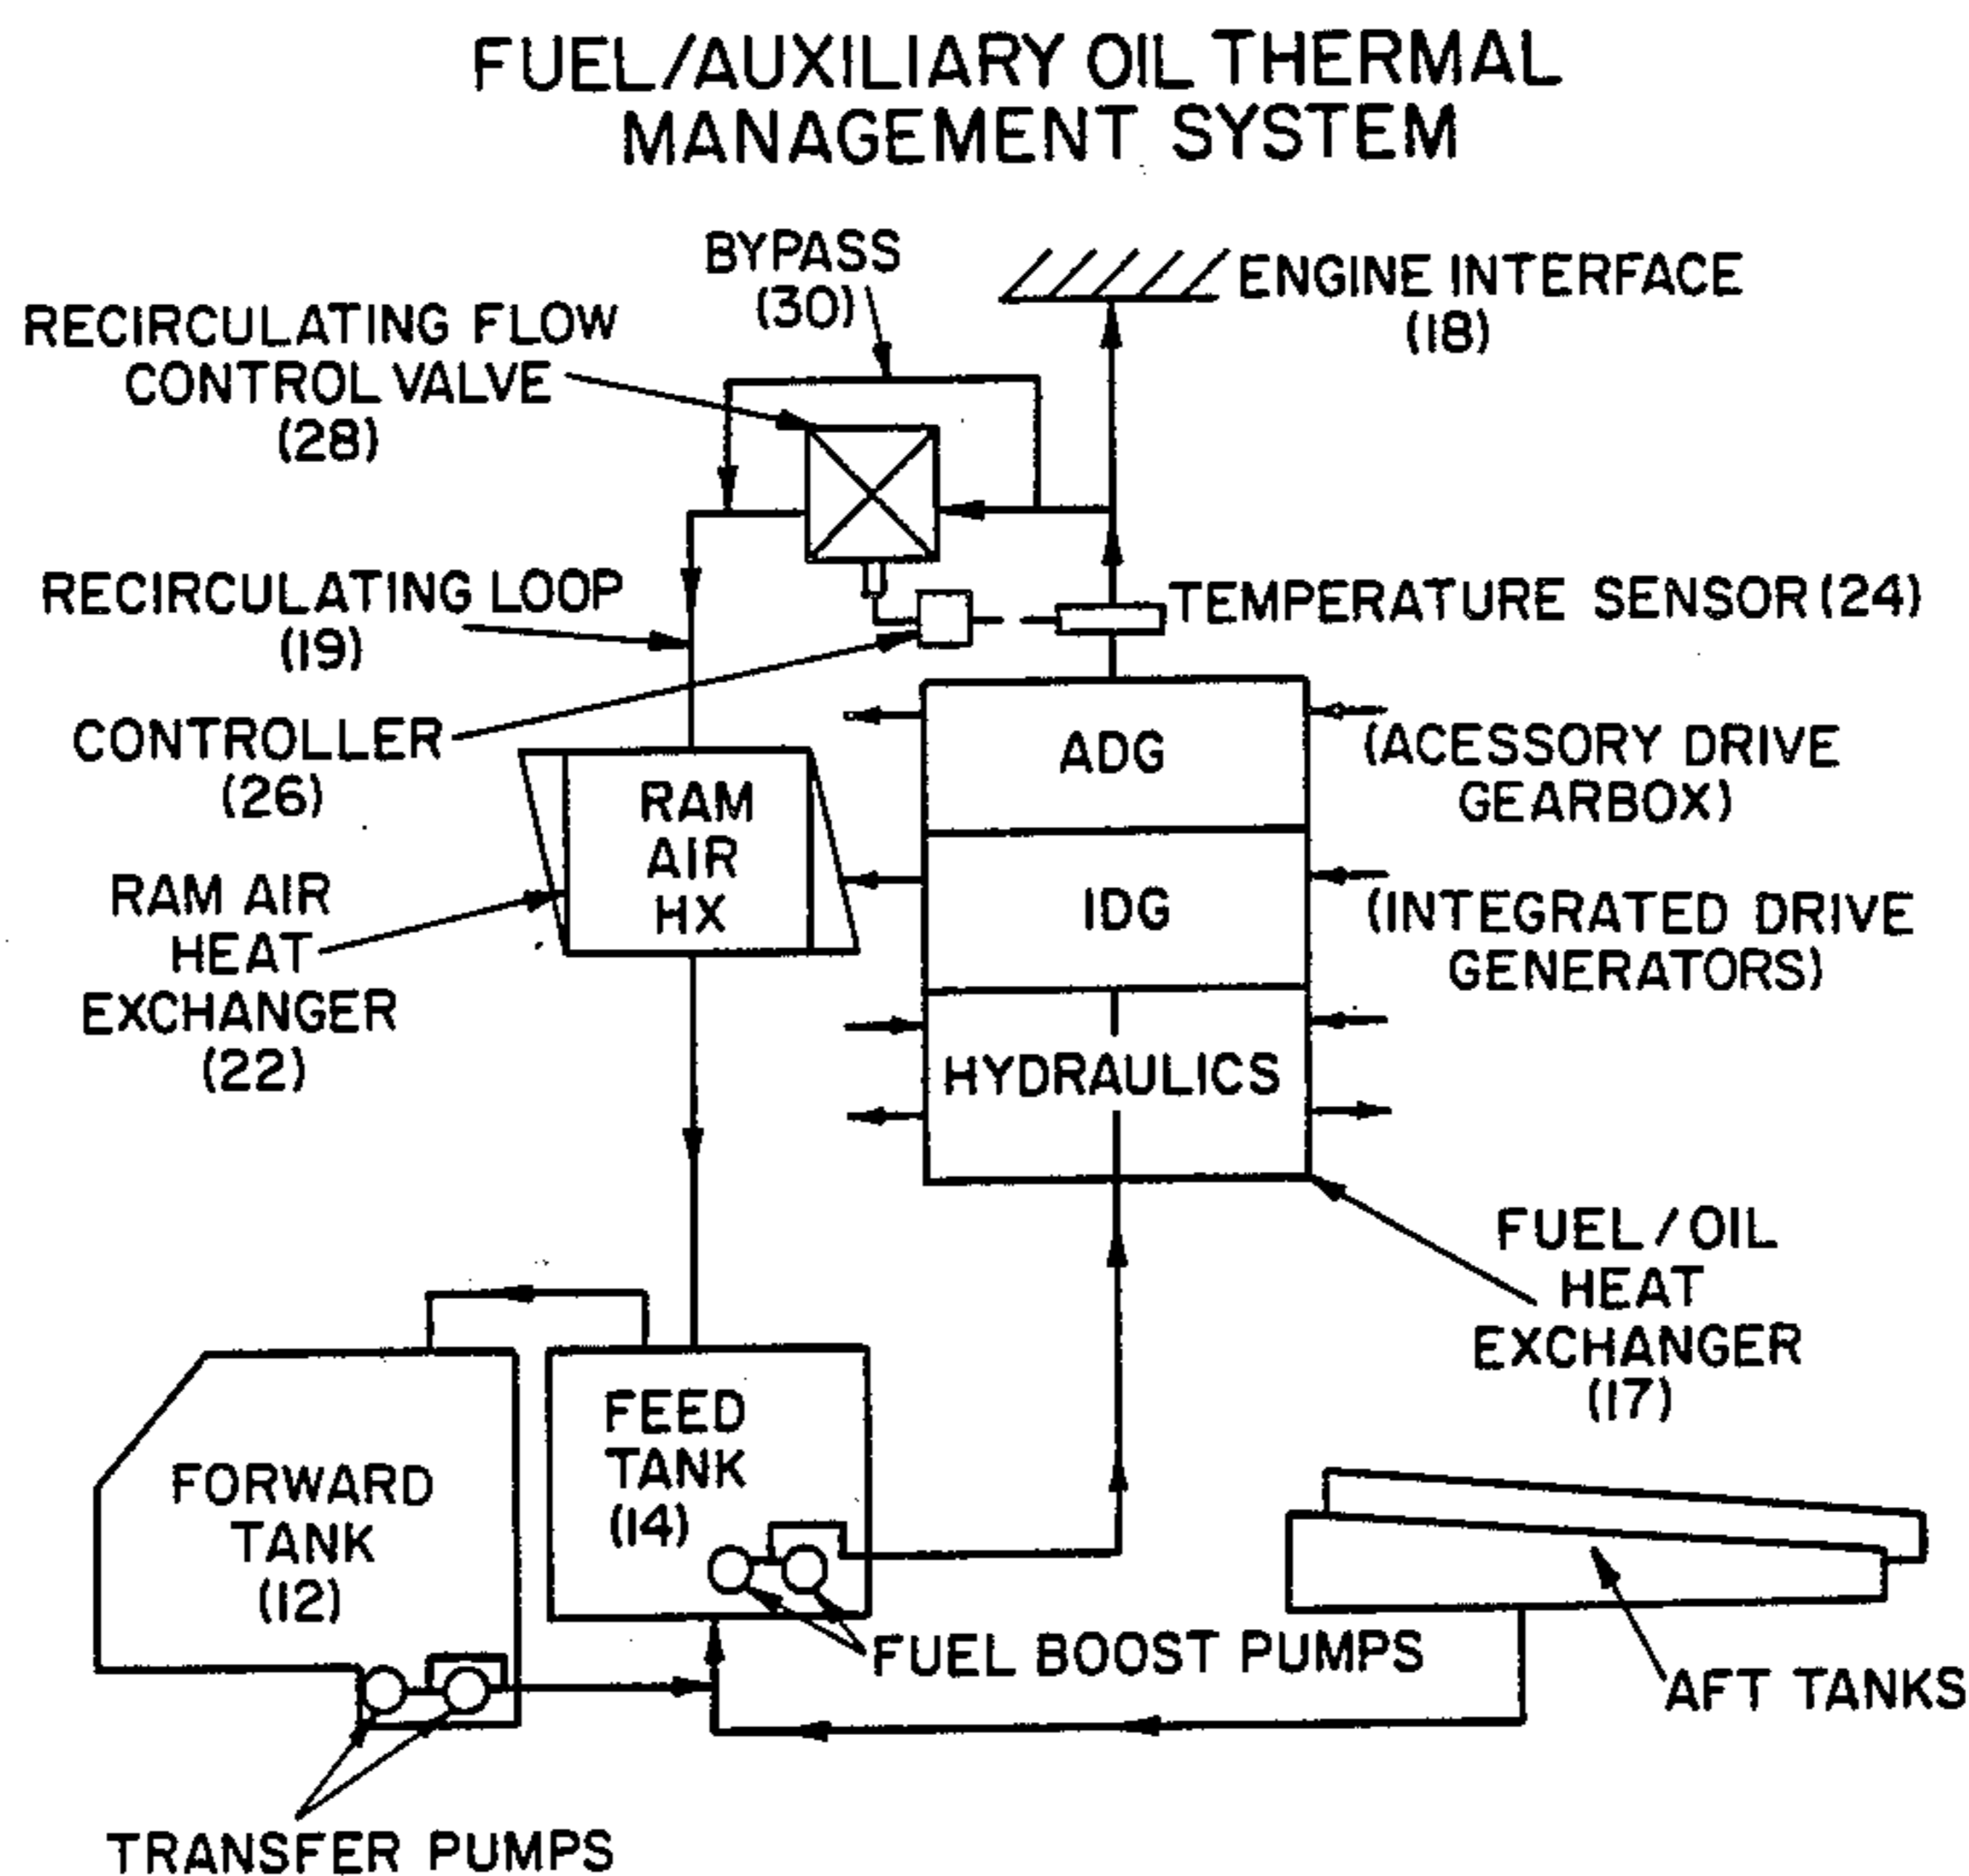 FUEL/AUXILIARY OIL THERMAL
MANAGEMENT SYSTEM
BYPASS
(30)
ENGINE INTERFACE
(18)
RECIRCULATING FLOW
CONTROL VALVE
(28)
RECIRCULATING LOOP
(19)
TEMPERATURE SENSOR (24)
CONTROLLER
(26)
RAM
AIR
HX
ADG
(ACESSORY DRIVE
GEARBOX)
RAM AIR
HEAT
EXCHANGER
(22)
IDG
(INTEGRATED DRIVE
GENERATORS)
HYDRAULICS
FUEL/OIL
HEAT
EXCHANGER
(17)
FORWARD
TANK
(12)
FEED
TANK
(14)
FUEL BOOST PUMPS
AFT TANKS
TRANSFER PUMPS